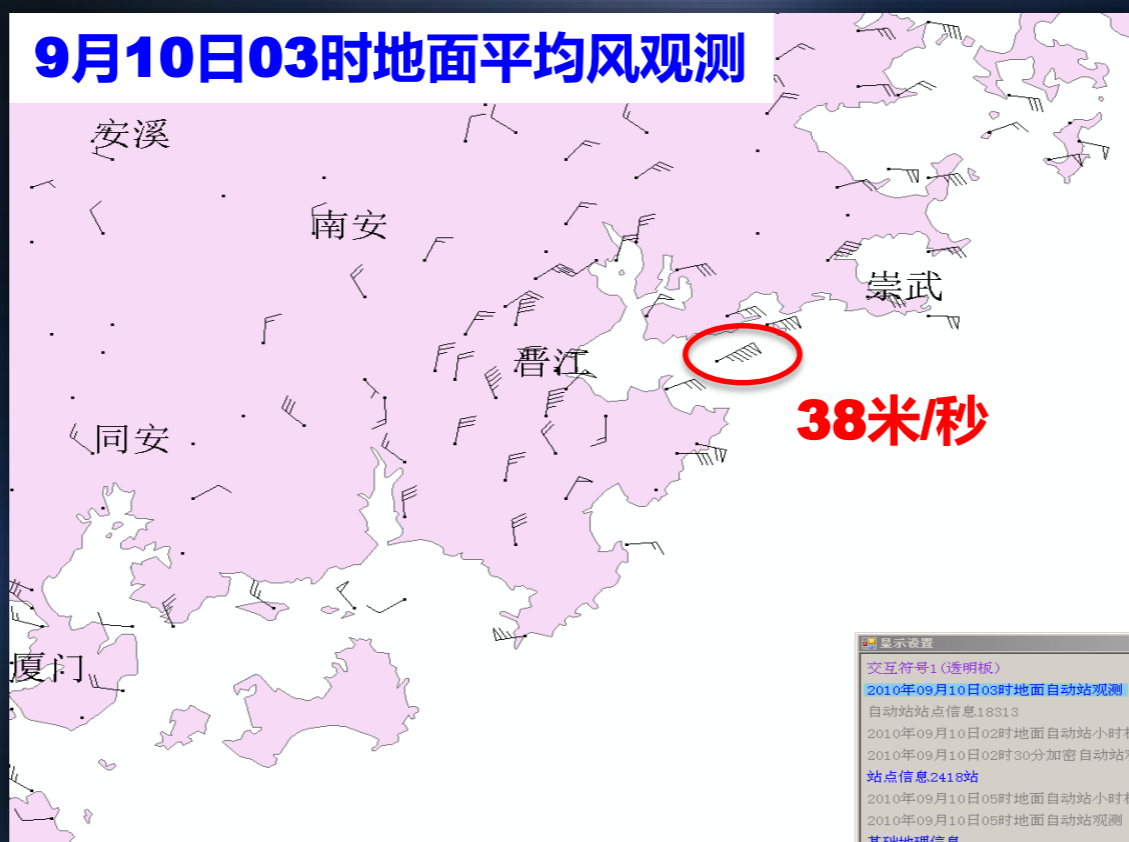 9月10日03时地面平均风观测
安溪
南安
崇武
晋江
38米/秒
同安
厦门
显示设置
交互符号1(透明板)
2010年09月10日03时地面自动站观测
自动站站点信息18313
2010年09月10日02时地面自动站小时
2010年09月10日02时30分加密自动站
站点信息2418站
2010年09月10日05时地面自动站小时
2010年09月10日05时地面自动站观测
基础地理信息